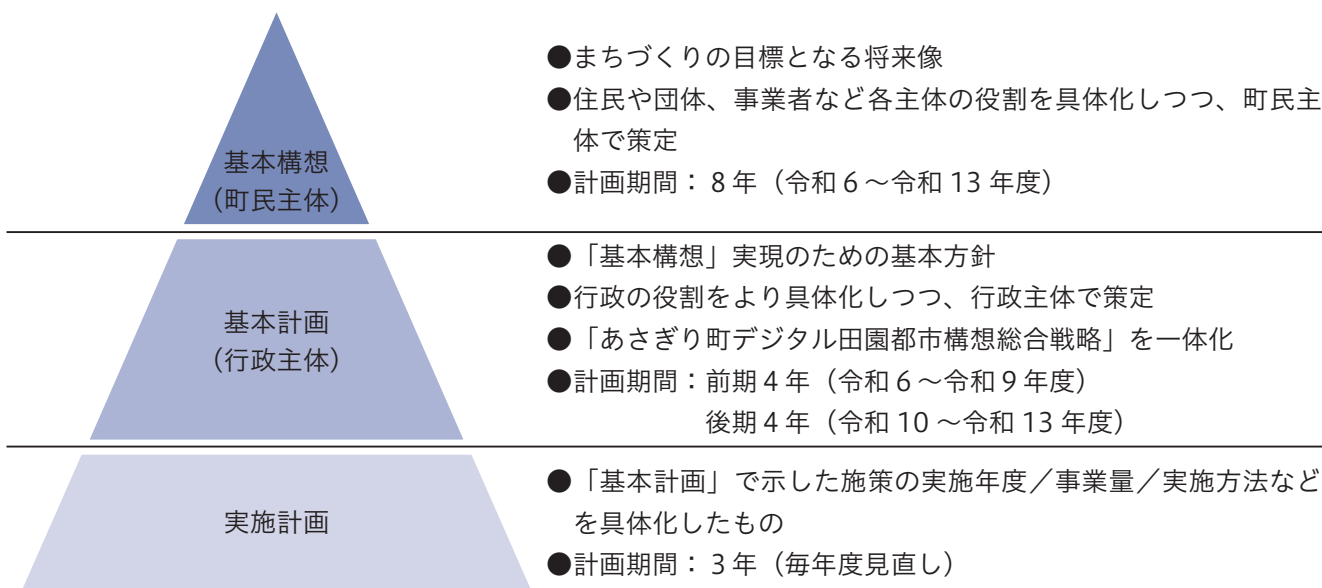 基本構想
（町民主体）
●まちづくりの目標となる将来像
●住民や団体、事業者など各主体の役割を具体化しつつ、町民主
体で策定
●計画期間：８年（令和６～令和 13 年度）
基本計画
（行政主体）
●「基本構想」実現のための基本方針
●行政の役割をより具体化しつつ、行政主体で策定
●「あさぎり町デジタル田園都市構想総合戦略」を一体化
●計画期間：前期４年（令和６～令和９年度）
後期４年（令和 10 ～令和 13 年度）
実施計画
●「基本計画」で示した施策の実施年度／事業量／実施方法など
を具体化したもの
●計画期間：３年（毎年度見直し）